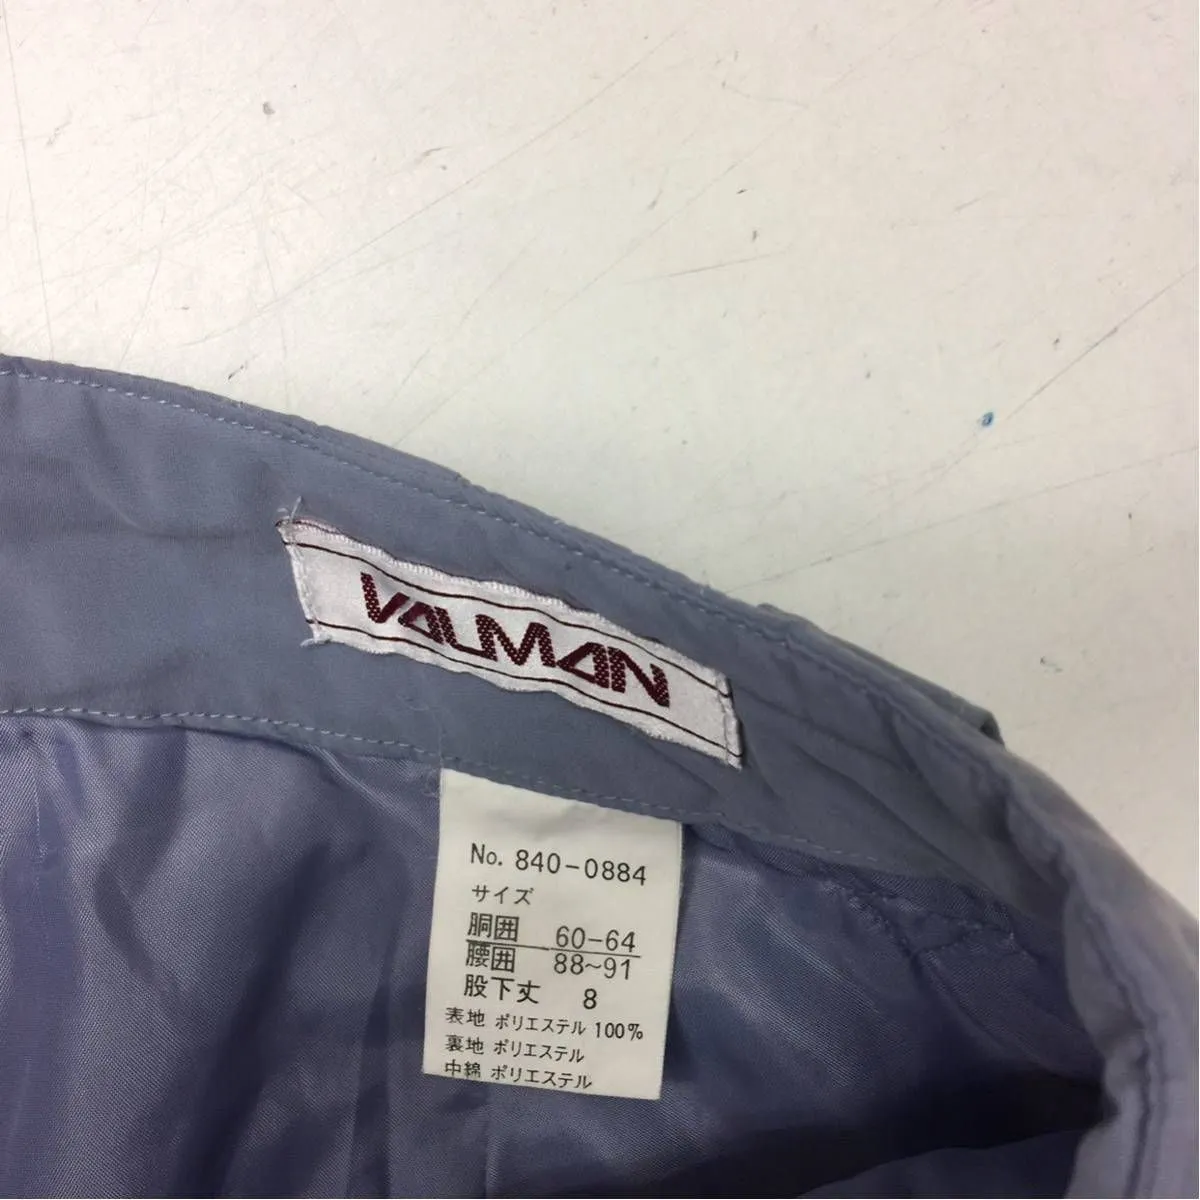 VAUMAN
No. 840-0884
サイズ
胴囲 60-64
腰囲 88~91
股下丈 8
表地 ポリエステル 100%
裏地 ポリエステル
中綿 ポリエステル